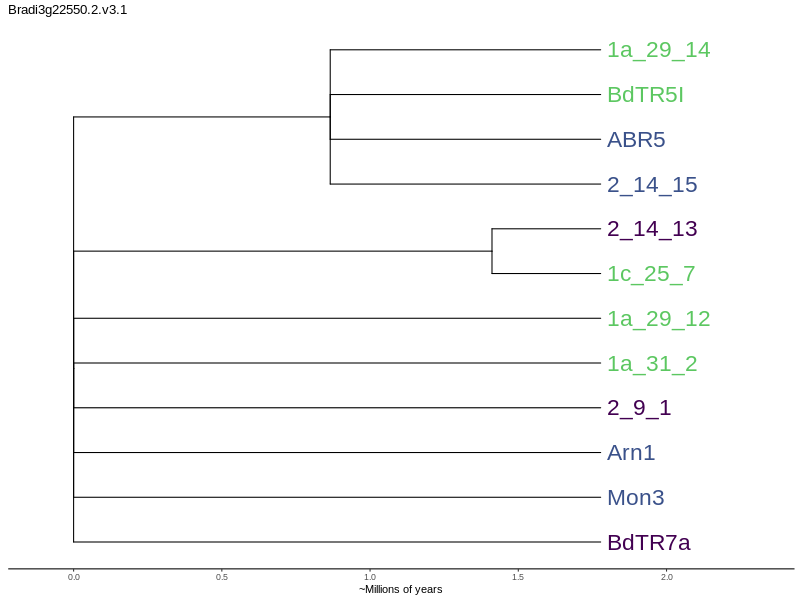 Bradi3g22550.2.v3.1
1a_29_14
BdTR5I
ABR5
2_14_15
2_14_13
1c_25_7
1a_29_12
1a_31_2
2_9_1
Arn1
Mon3
BdTR7a
0.0 0.5 1.0 1.5 2.0
~Millions of years